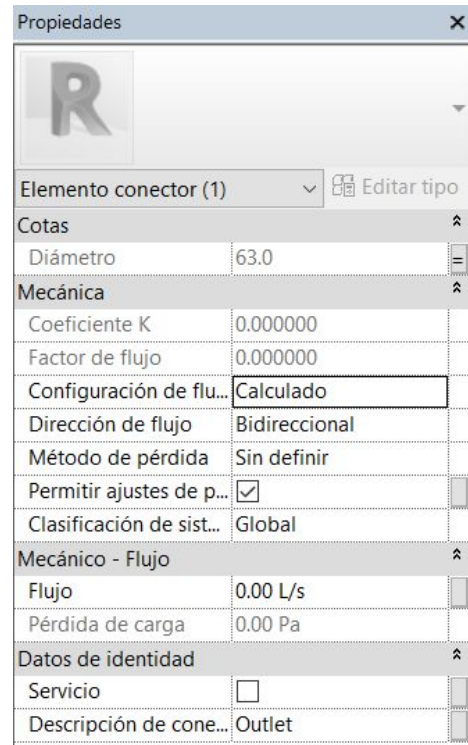 Propiedades
R
Elemento conector (1) Editar tipo
Cotas
Diámetro 63.0 =
Mecánica
Coeficiente K 0.000000
Factor de flujo 0.000000
Configuración de flu... Calculado
Dirección de flujo Bidireccional
Método de pérdida Sin definir
Permitir ajustes de p...
Clasificación de sist... Global
Mecánico - Flujo
Flujo 0.00 L/s
Pérdida de carga 0.00 Pa
Datos de identidad
Servicio
Descripción de cone... Outlet